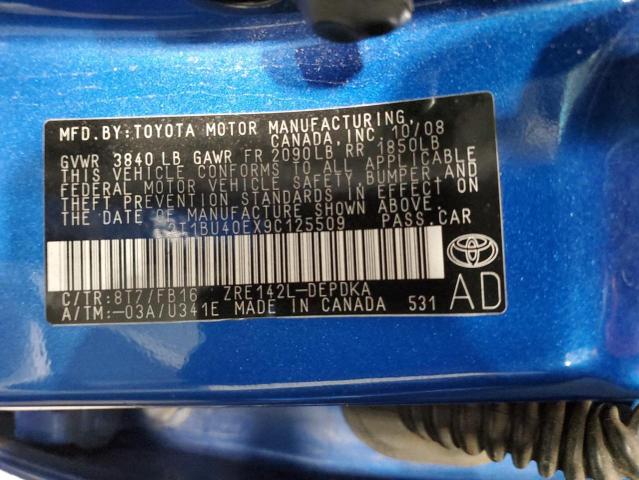 MFD.BY:TOYOTA MOTOR MANUFACTURING,
CANADA, INC. 10/08
GVWR 3840 LB GAWR FR 2090LB RR 1850LB
THIS VEHICLE CONFORMS TO ALL APPLICABLE
FEDERAL MOTOR VEHICLE SAFETY, BUMPER AND
THEFT PREVENTION STANDARDS IN EFFECT ON
THE DATE OF MANUFACTURE SHOWN ABOVE.
2T1BU40EX9C125509 PASS.CAR
C/TR:8T7/FB16 ZRE142L-DEPDKA
A/TM:-03A/U341E MADE IN CANADA 531
TOYOTA
AD